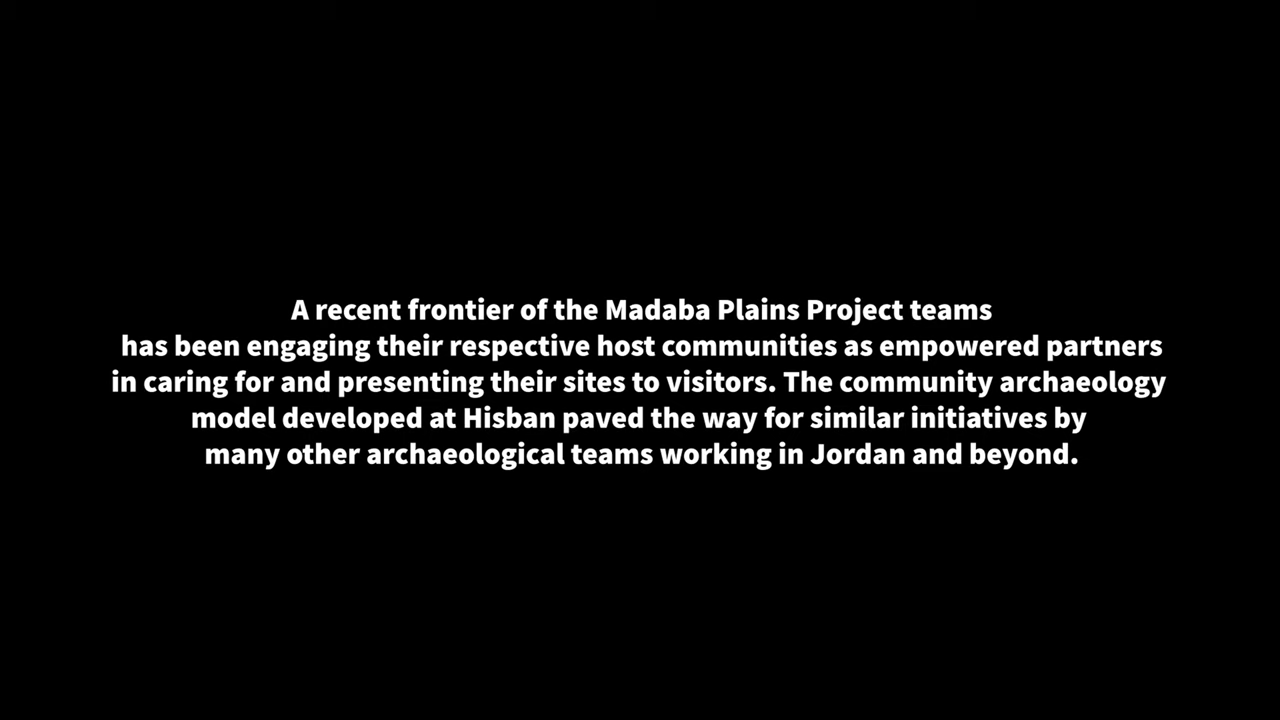 A recent frontier of the Madaba Plains Project teams
has been engaging their respective host communities as empowered partners
in caring for and presenting their sites to visitors. The community archaeology
model developed at Hisban paved the way for similar initiatives by
many other archaeological teams working in Jordan and beyond.